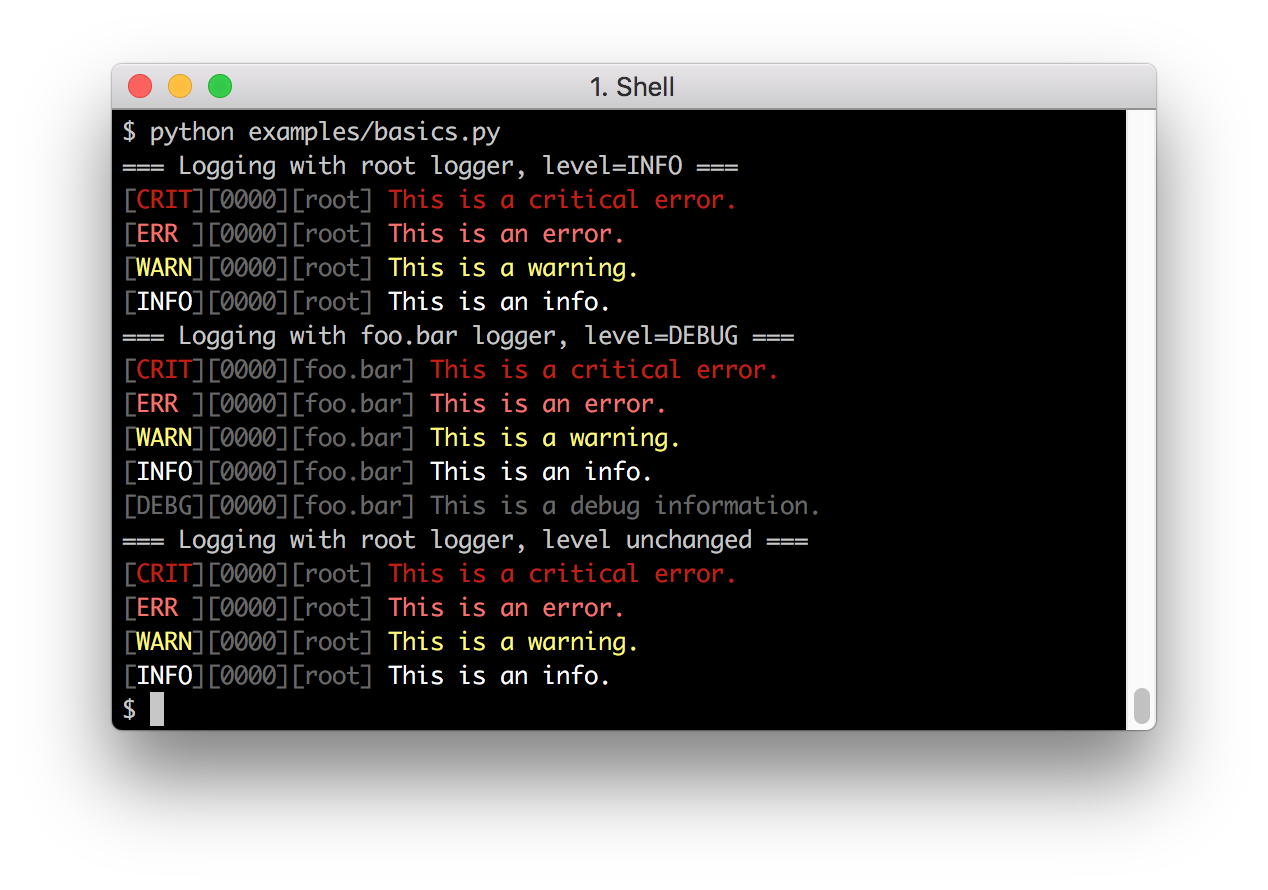 1. Shell
$ python examples/basics.py
=== Logging with root logger, level=INFO ===
[CRIT][0000][root] This is a critical error.
[ERR ][0000][root] This is an error.
[WARN][0000][root] This is a warning.
[INFO][0000][root] This is an info.
=== Logging with foo.bar logger, level=DEBUG ===
[CRIT][0000][foo.bar] This is a critical error.
[ERR ][0000][foo.bar] This is an error.
[WARN][0000][foo.bar] This is a warning.
[INFO][0000][foo.bar] This is an info.
[DEBG][0000][foo.bar] This is a debug information.
=== Logging with root logger, level unchanged ===
[CRIT][0000][root] This is a critical error.
[ERR ][0000][root] This is an error.
[WARN][0000][root] This is a warning.
[INFO][0000][root] This is an info.
$